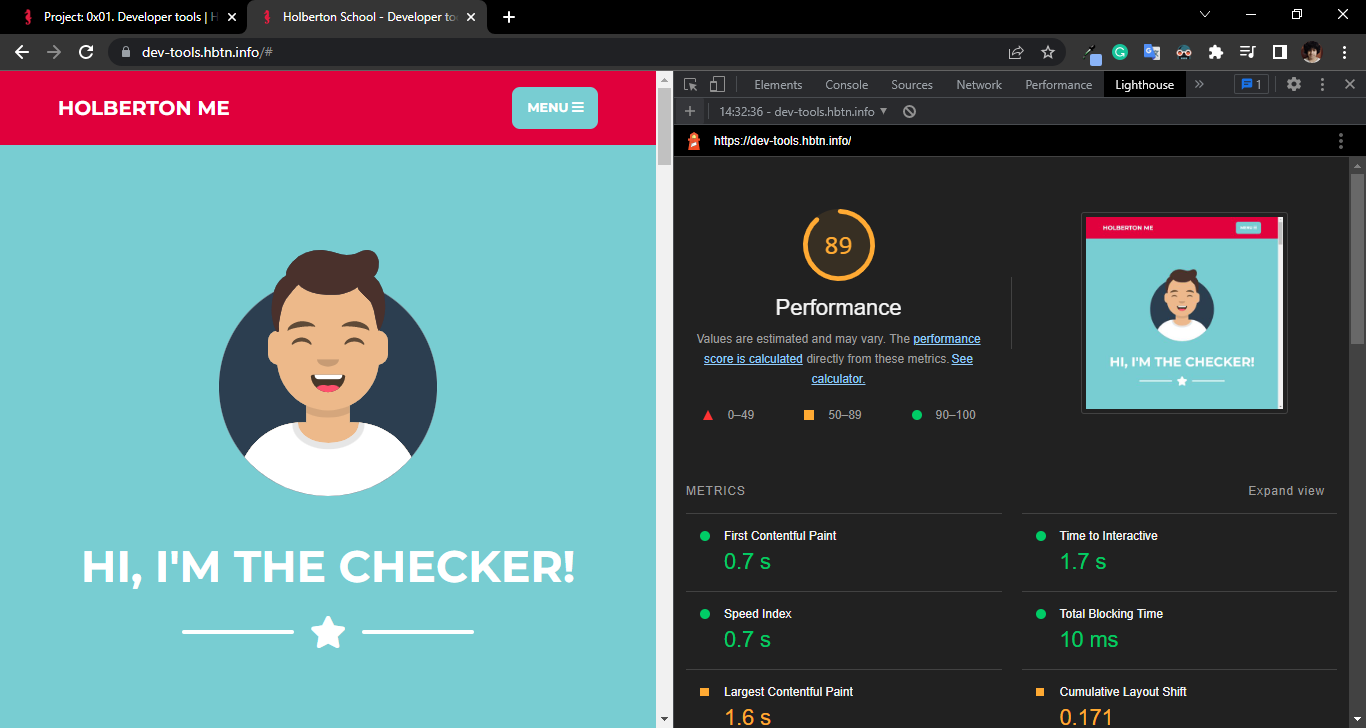 Project: 0x01. Developer tools | H
Holberton School - Developer to
dev-tools.hbtn.info/#
HOLBERTON ME
MENU
HI, I'M THE CHECKER!
Elements Console Sources Network Performance Lighthouse 1
14:32:36 - dev-tools.hbtn.info
https://dev-tools.hbtn.info/
89
Performance
Values are estimated and may vary. The performance
score is calculated directly from these metrics. See
calculator.
0–49 50–89 90–100
HOLBERTON ME
MENU
HI, I'M THE CHECKER!
METRICS
Expand view
First Contentful Paint
0.7 s
Time to Interactive
1.7 s
Speed Index
0.7 s
Total Blocking Time
10 ms
Largest Contentful Paint
1.6 s
Cumulative Layout Shift
0.171